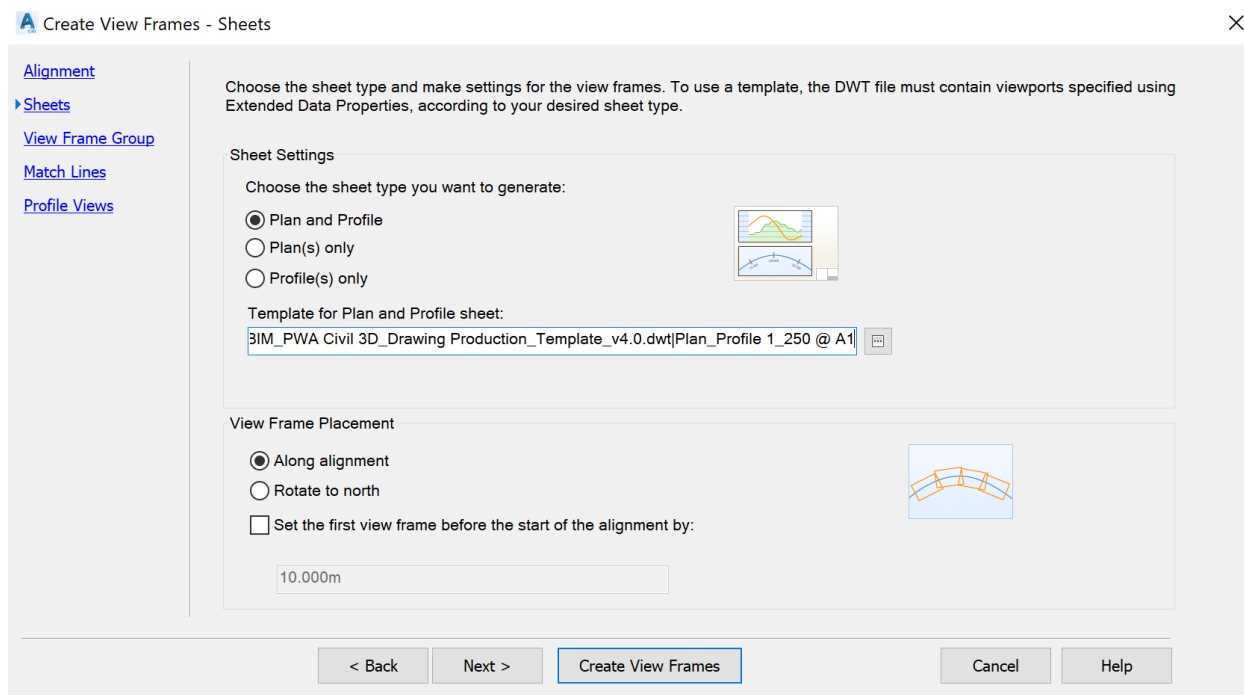 Create View Frames - Sheets
Alignment
Sheets
View Frame Group
Match Lines
Profile Views
Choose the sheet type and make settings for the view frames. To use a template, the DWT file must contain viewports specified using
Extended Data Properties, according to your desired sheet type.
Sheet Settings
Choose the sheet type you want to generate:
Plan and Profile
Plan(s) only
Profile(s) only
Template for Plan and Profile sheet:
BIM_PWA Civil 3D_Drawing Production_Template_v4.0.dwt|Plan_Profile 1_250 @ A1
View Frame Placement
Along alignment
Rotate to north
Set the first view frame before the start of the alignment by:
10.000m
< Back
Next >
Create View Frames
Cancel
Help